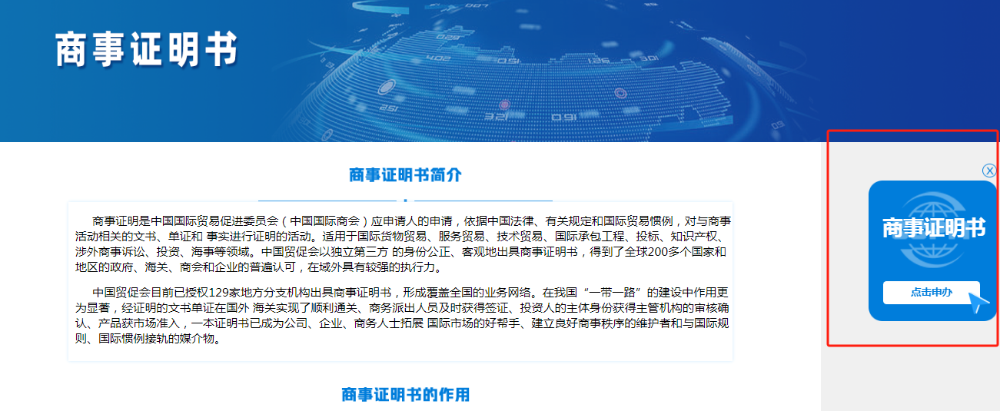 商事证明书
4.02
0.29
0.51
1.26
3.01
2.51
3.21
0.91
商事证明书简介
商事证明是中国国际贸易促进委员会（中国国际商会）应申请人的申请，依据中国法律、有关规定和国际贸易惯例，对与商事
活动相关的文书、单证和 事实进行证明的活动。适用于国际货物贸易、服务贸易、技术贸易、国际承包工程、投标、知识产权、
涉外商事诉讼、投资、海事等领域。中国贸促会以独立第三方 的身份公正、客观地出具商事证明书，得到了全球200多个国家和
地区的政府、海关、商会和企业的普遍认可，在域外具有较强的执行力。
中国贸促会目前已授权129家地方分支机构出具商事证明书，形成覆盖全国的业务网络。在我国“一带一路”的建设中作用更
为显著，经证明的文书单证在国外 海关实现了顺利通关、商务派出人员及时获得签证、投资人的主体身份获得主管机构的审核确
认、产品获市场准入，一本证明书已成为公司、企业、商务人士拓展 国际市场的好帮手、建立良好商事秩序的维护者和与国际规
则、国际惯例接轨的媒介物。
商事证明书的作用
X
商事证明书
点击申办